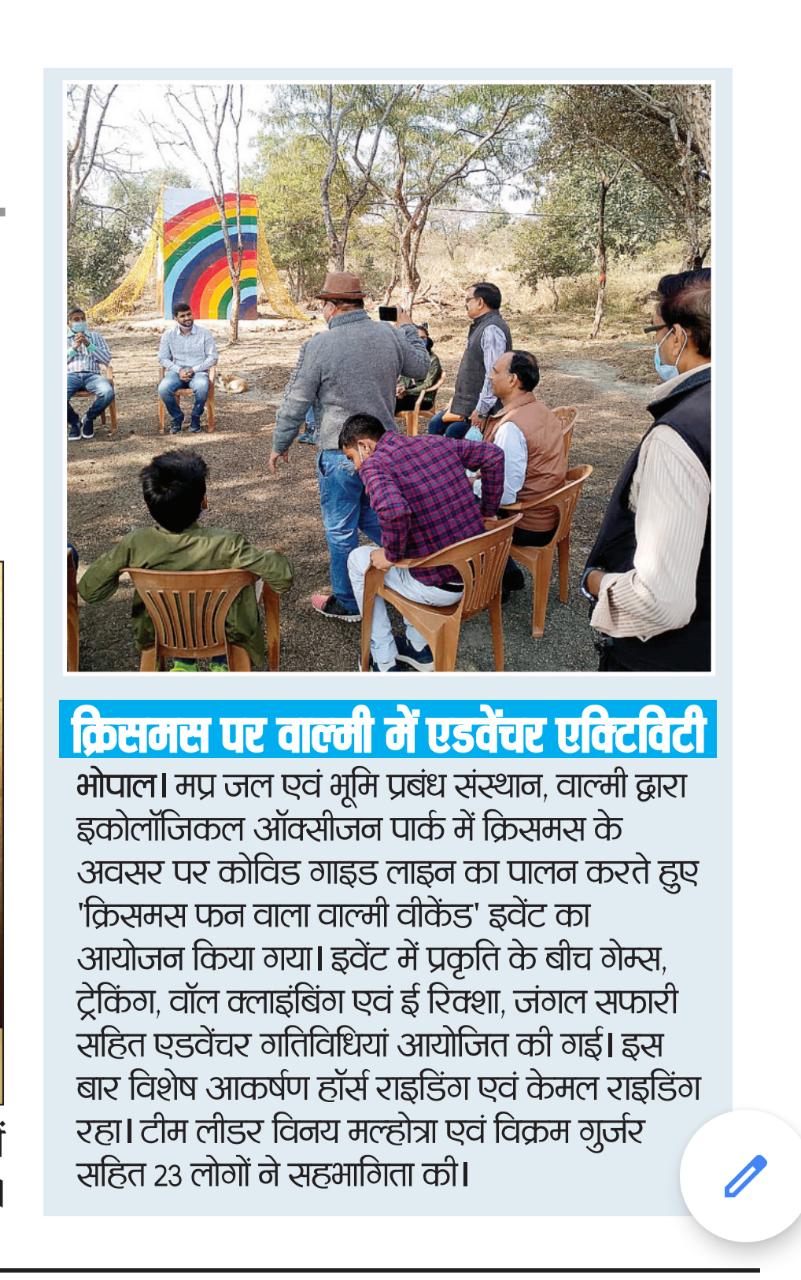 क्रिसमस पर वाल्मी में एडवेंचर एक्टिविटी
भोपाल। मप्र जल एवं भूमि प्रबंध संस्थान, वाल्मी द्वारा
इकोलॉजिकल ऑक्सीजन पार्क में क्रिसमस के
अवसर पर कोविड गाइड लाइन का पालन करते हुए
'क्रिसमस फन वाला वाल्मी वीकेंड' इवेंट का
आयोजन किया गया। इवेंट में प्रकृति के बीच गेम्स,
ट्रेकिंग, वॉल क्लाइंबिंग एवं ई रिक्शा, जंगल सफारी
सहित एडवेंचर गतिविधियां आयोजित की गई। इस
बार विशेष आकर्षण हॉर्स राइडिंग एवं केमल राइडिंग
रहा। टीम लीडर विनय मल्होत्रा एवं विक्रम गुर्जर
सहित 23 लोगों ने सहभागिता की।